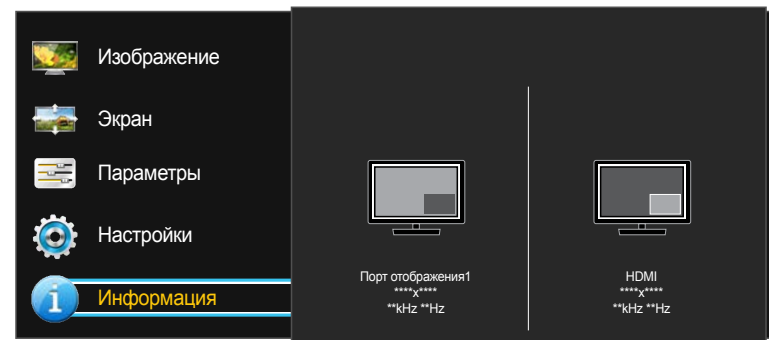 Изображение
Экран
Параметры
Настройки
Информация
Порт отображения1
****x****
**kHz **Hz
HDMI
****x****
**kHz **Hz